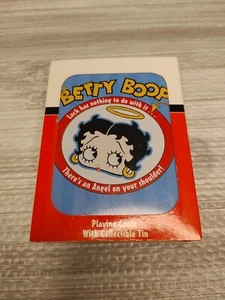 BETTY BOOP
Luck has nothing to do with it...
There's an Angel on your shoulder!
Playing Cards
With Collectible Tin